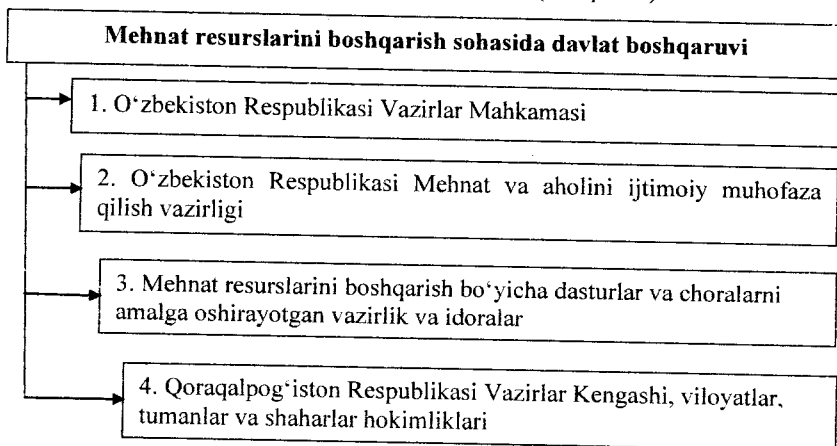 Mehnat resurslarini boshqarish sohasida davlat boshqaruvi
1. O‘zbekiston Respublikasi Vazirlar Mahkamasi
2. O‘zbekiston Respublikasi Mehnat va aholini ijtimoiy muhofaza
qilish vazirligi
3. Mehnat resurslarini boshqarish bo‘yicha dasturlar va choralarni
amalga oshirayotgan vazirlik va idoralar
4. Qoraqalpog‘iston Respublikasi Vazirlar Kengashi, viloyatlar,
tumanlar va shaharlar hokimliklari